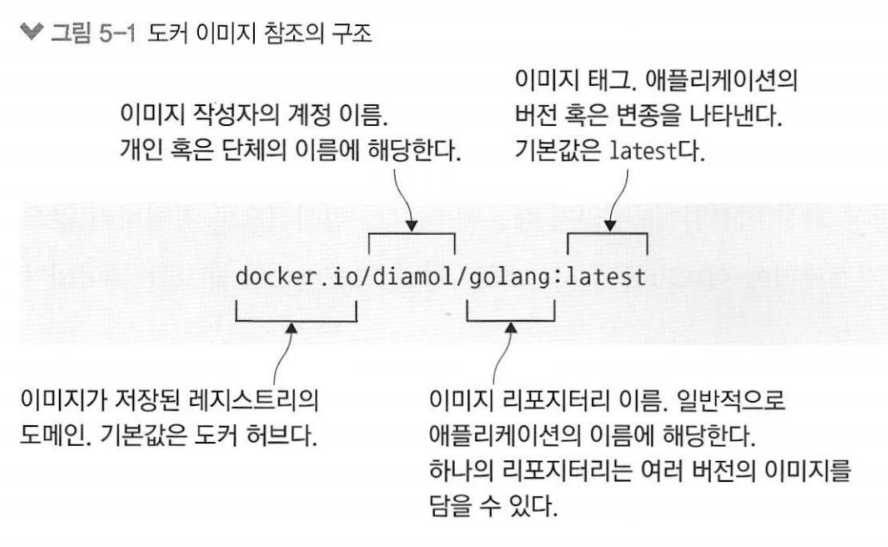 그림 5-1 도커 이미지 참조의 구조
이미지 태그. 애플리케이션의
버전 혹은 변종을 나타낸다.
기본값은 latest다.
이미지 작성자의 계정 이름.
개인 혹은 단체의 이름에 해당한다.
docker.io/diamol/golang:latest
이미지가 저장된 레지스트리의
도메인. 기본값은 도커 허브다.
이미지 리포지터리 이름. 일반적으로
애플리케이션의 이름에 해당한다.
하나의 리포지터리는 여러 버전의 이미지를
담을 수 있다.